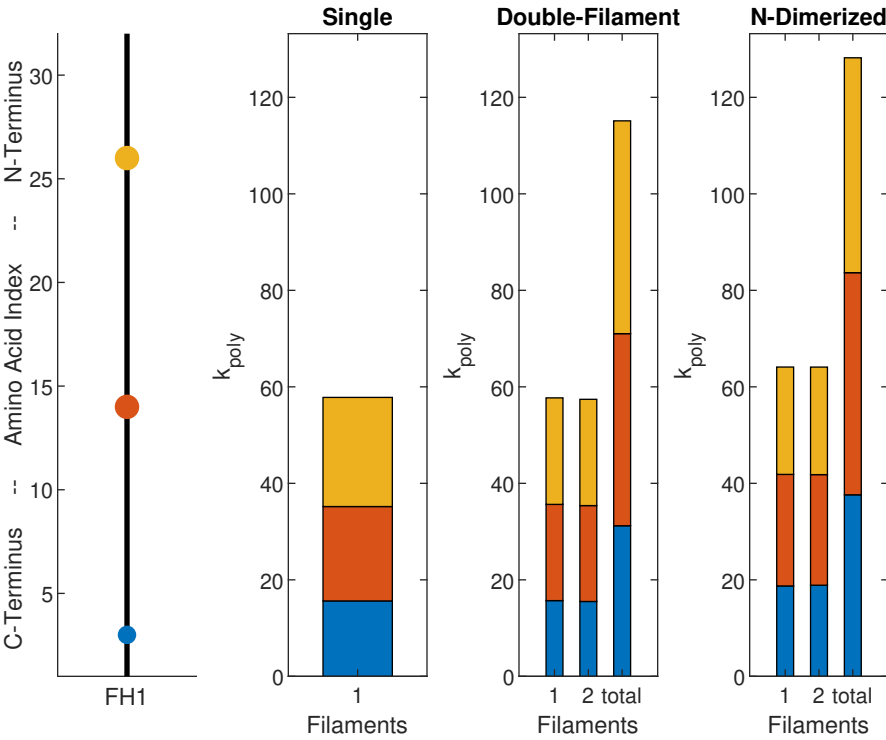 Single
Double-Filament
N-Dimerized
C-Terminus -- Amino Acid Index -- N-Terminus
30
25
20
15
10
5
FH1
k_poly
120
100
80
60
40
20
0
1
Filaments
k_poly
120
100
80
60
40
20
0
1 2 total
Filaments
k_poly
120
100
80
60
40
20
0
1 2 total
Filaments